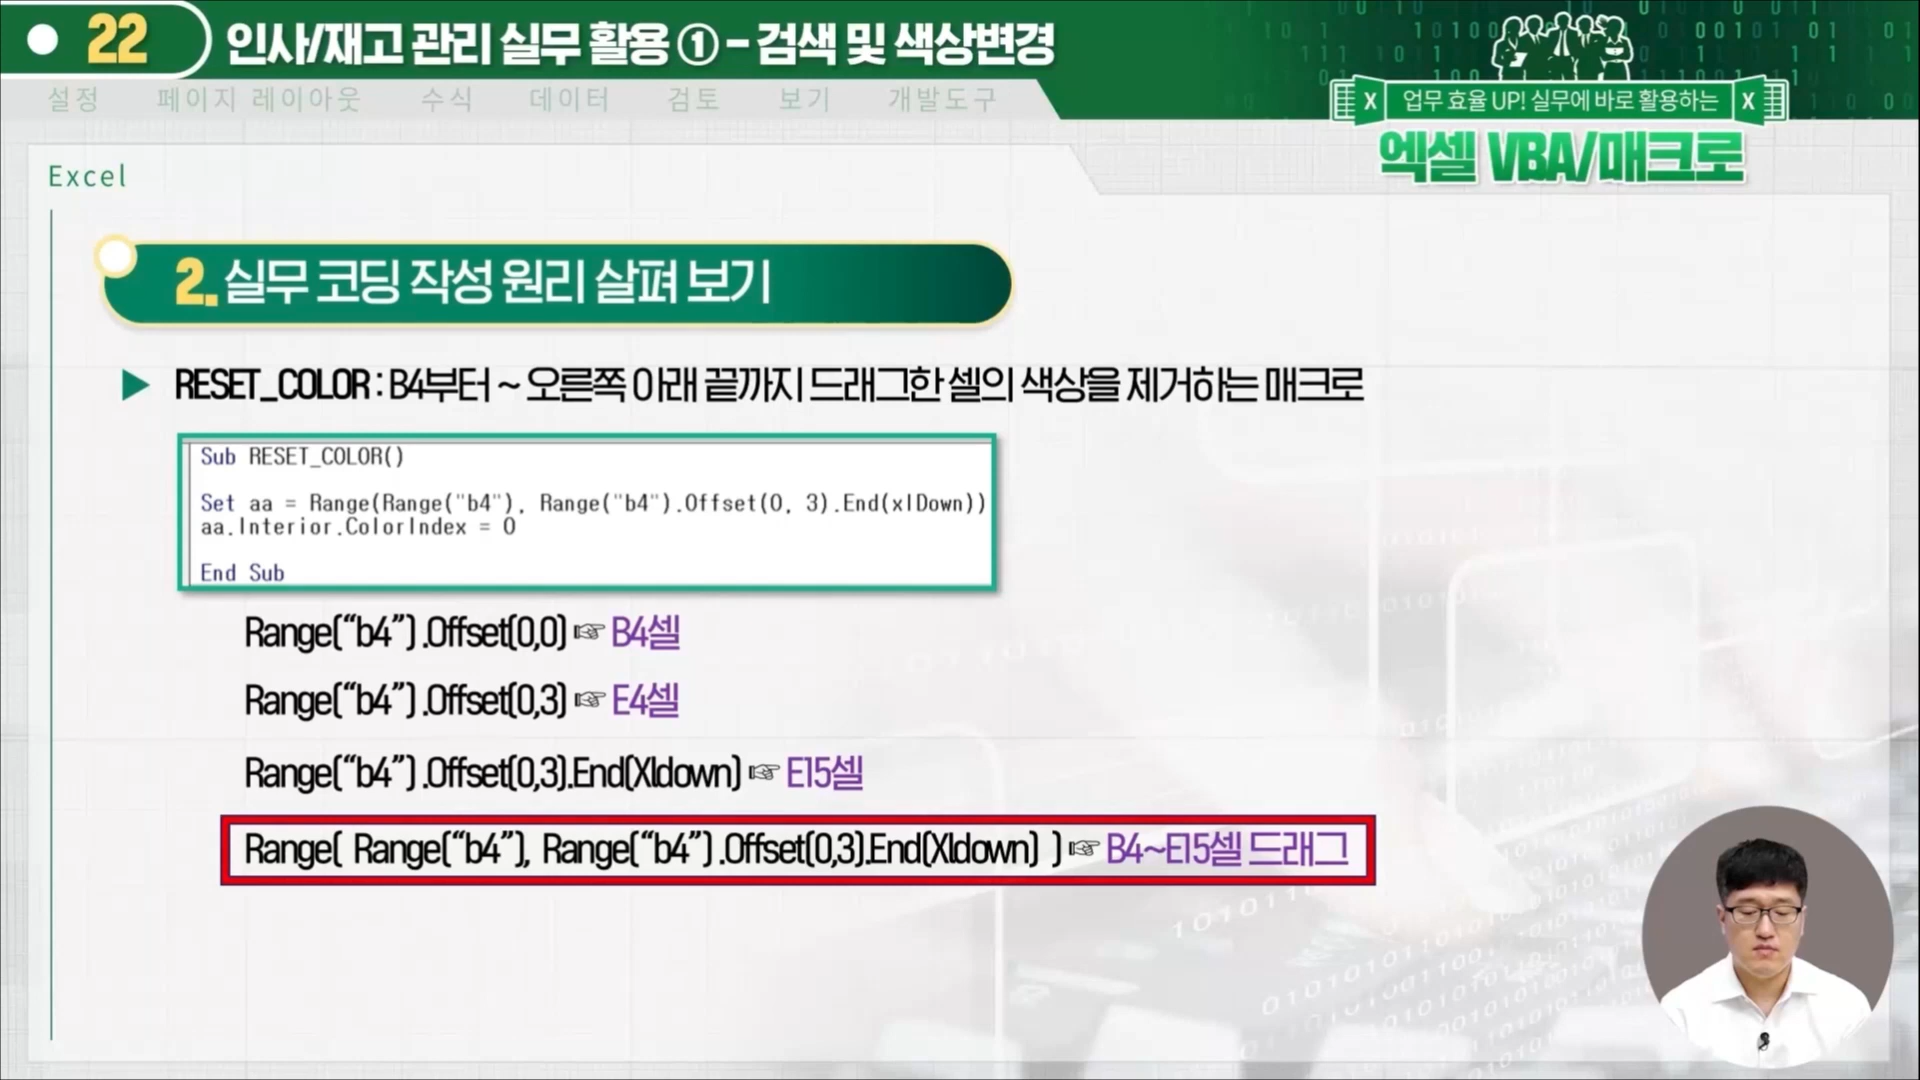 22 인사/재고 관리 실무 활용 ① - 검색 및 색상변경
설정 페이지 레이아웃 수식 데이터 검토 보기 개발도구
X 업무 효율 UP! 실무에 바로 활용하는 X
엑셀 VBA/매크로
Excel
2. 실무 코딩 작성 원리 살펴 보기
▶ RESET_COLOR : B4부터 ~ 오른쪽 아래 끝까지 드래그한 셀의 색상을 제거하는 매크로
Sub RESET_COLOR()
Set aa = Range(Range("b4"), Range("b4").Offset(0, 3).End(xlDown))
aa.Interior.ColorIndex = 0
End Sub
Range(“b4”).Offset(0,0) ☞ B4셀
Range(“b4”).Offset(0,3) ☞ E4셀
Range(“b4”).Offset(0,3).End(Xldown) ☞ E15셀
Range( Range(“b4”), Range(“b4”).Offset(0,3).End(Xldown) ) ☞ B4~E15셀 드래그